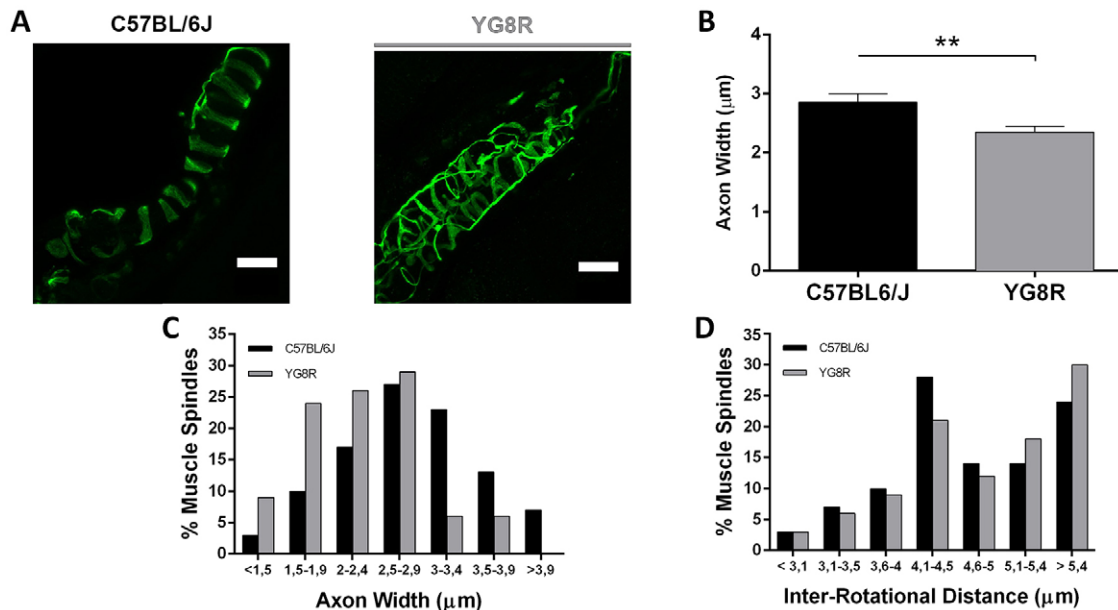 A
C57BL/6J
YG8R
B
**
Axon Width (μm)
4
3
2
1
0
C57BL6/J
YG8R
C
% Muscle Spindles
35
30
25
20
15
10
5
0
C57BL/6J
YG8R
<1,5 1,5-1,9 2-2,4 2,5-2,9 3-3,4 3,5-3,9 >3,9
Axon Width (μm)
D
% Muscle Spindles
35
30
25
20
15
10
5
0
C57BL/6J
YG8R
< 3,1 3,1-3,5 3,6-4 4,1-4,5 4,6-5 5,1-5,4 > 5,4
Inter-Rotational Distance (μm)